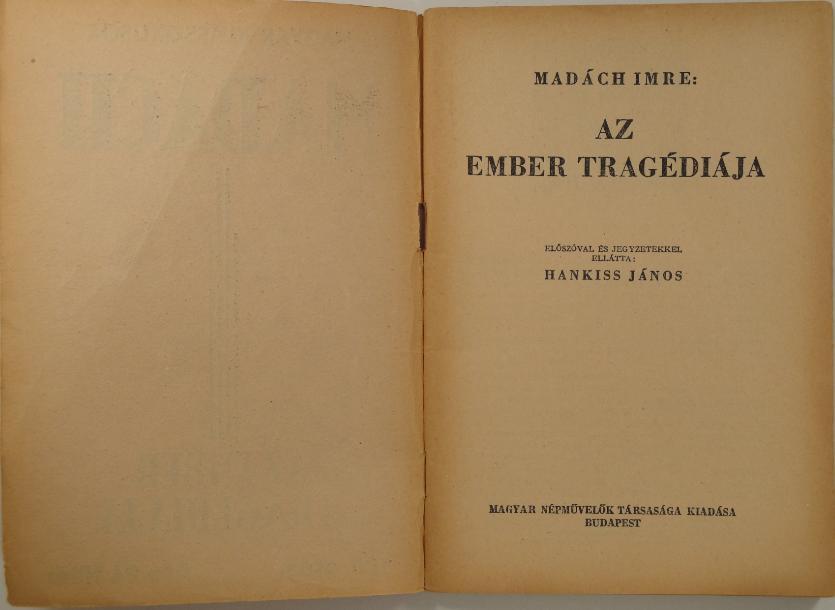 MADÁCH IMRE:
AZ
EMBER TRAGÉDIÁJA
ELŐSZÓVAL ÉS JEGYZETEKKEL
ELLÁTTA:
HANKISS JÁNOS
MAGYAR NÉPMŰVELŐK TÁRSASÁGA KIADÁSA
BUDAPEST